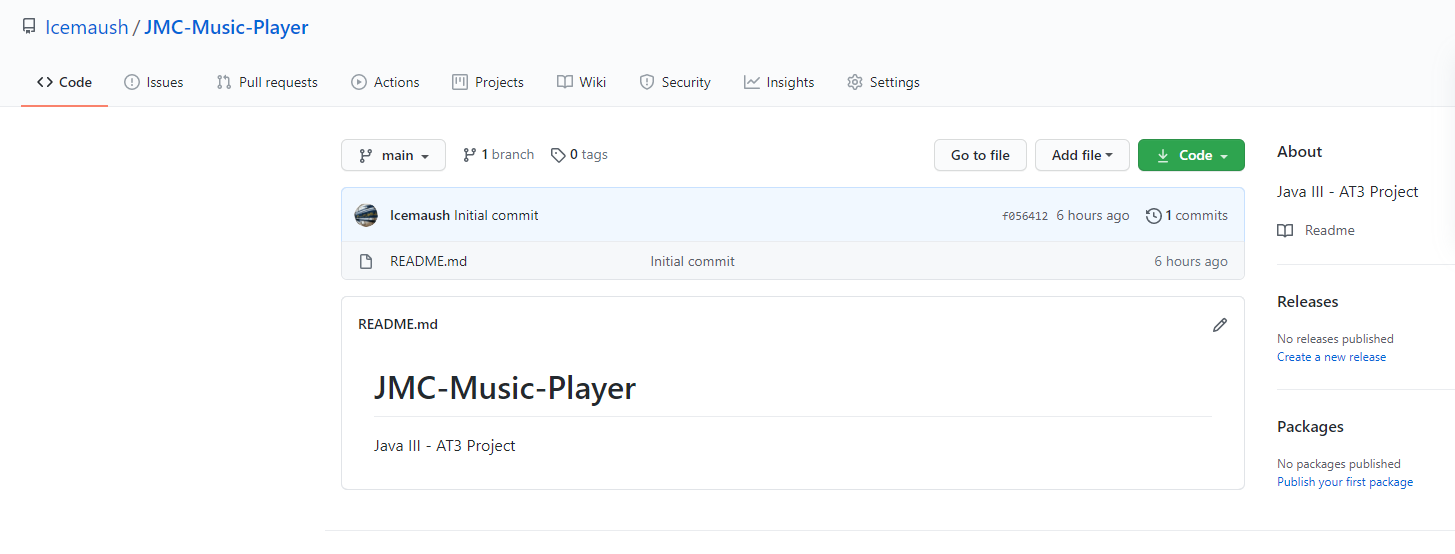 Icemaush / JMC-Music-Player
Code Issues Pull requests Actions Projects Wiki Security Insights Settings
main 1 branch 0 tags Go to file Add file Code
Icemaush Initial commit f056412 6 hours ago 1 commits
README.md Initial commit 6 hours ago
README.md
JMC-Music-Player
Java III - AT3 Project
About
Java III - AT3 Project
Readme
Releases
No releases published
Create a new release
Packages
No packages published
Publish your first package